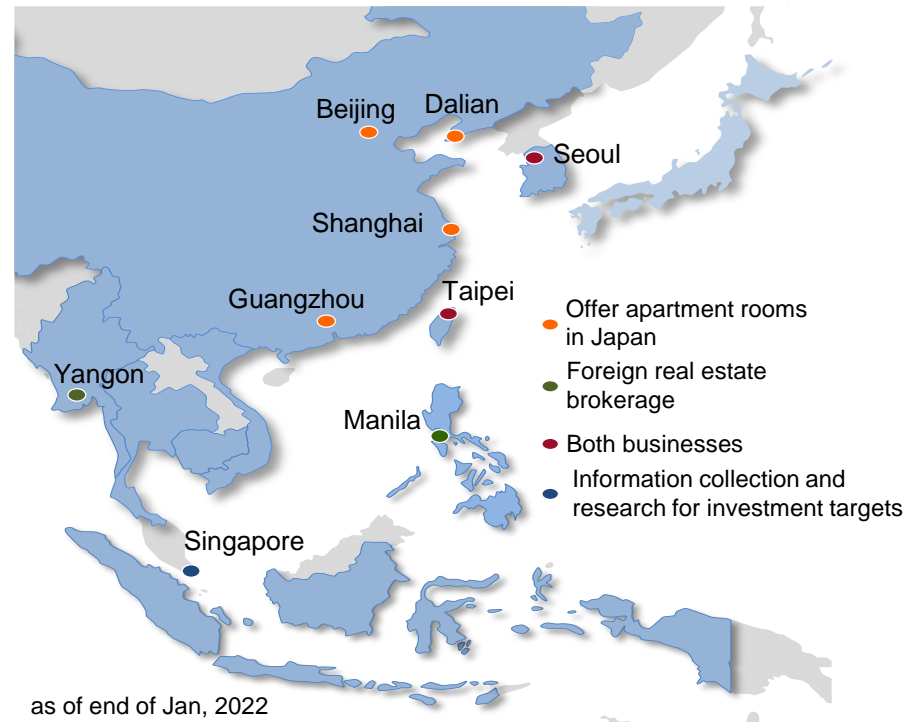 Beijing
Dalian
Seoul
Shanghai
Guangzhou
Taipei
Yangon
Manila
Singapore
Offer apartment rooms
in Japan
Foreign real estate
brokerage
Both businesses
Information collection and
research for investment targets
as of end of Jan, 2022